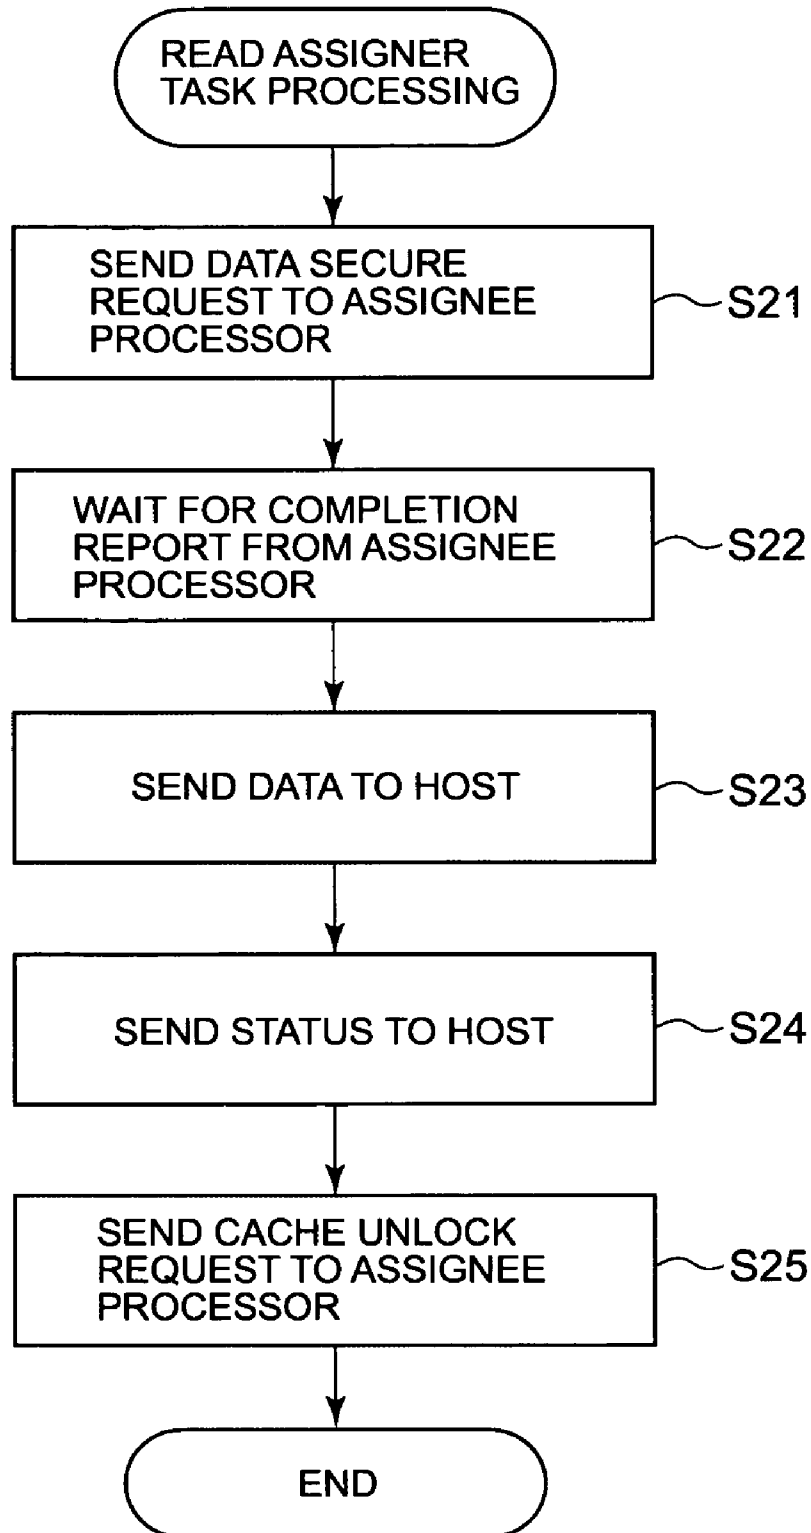 READ ASSIGNER
TASK PROCESSING
SEND DATA SECURE
REQUEST TO ASSIGNEE
PROCESSOR
S21
WAIT FOR COMPLETION
REPORT FROM ASSIGNEE
PROCESSOR
S22
SEND DATA TO HOST
S23
SEND STATUS TO HOST
S24
SEND CACHE UNLOCK
REQUEST TO ASSIGNEE
PROCESSOR
S25
END